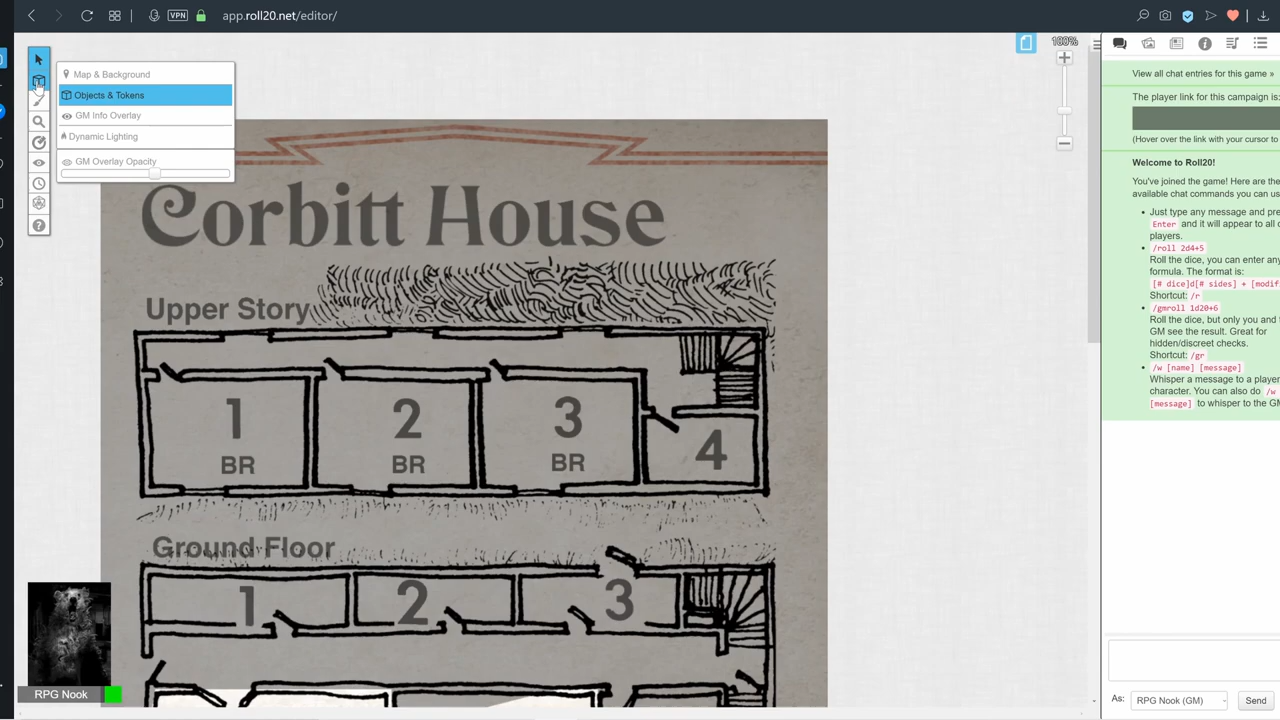 VPN
app.roll20.net/editor/
100%
Map & Background
Objects & Tokens
GM Info Overlay
Dynamic Lighting
GM Overlay Opacity
Corbitt House
Upper Story
1
BR
2
BR
3
BR
4
Ground Floor
1
2
3
RPG Nook
View all chat entries for this game »
The player link for this campaign is:
(Hover over the link with your cursor to
Welcome to Roll20!
You've joined the game! Here are the
available chat commands you can us
Just type any message and pre
Enter and it will appear to all o
players.
/roll 2d4+5
Roll the dice, you can enter any
formula. The format is:
[# dice]d[# sides] + [modif
Shortcut: /r
/gmroll 1d20+6
Roll the dice, but only you and
GM see the result. Great for
hidden/discreet checks.
Shortcut: /gr
/w [name] [message]
Whisper a message to a player
character. You can also do /w
[message] to whisper to the GM
As:
RPG Nook (GM)
Send